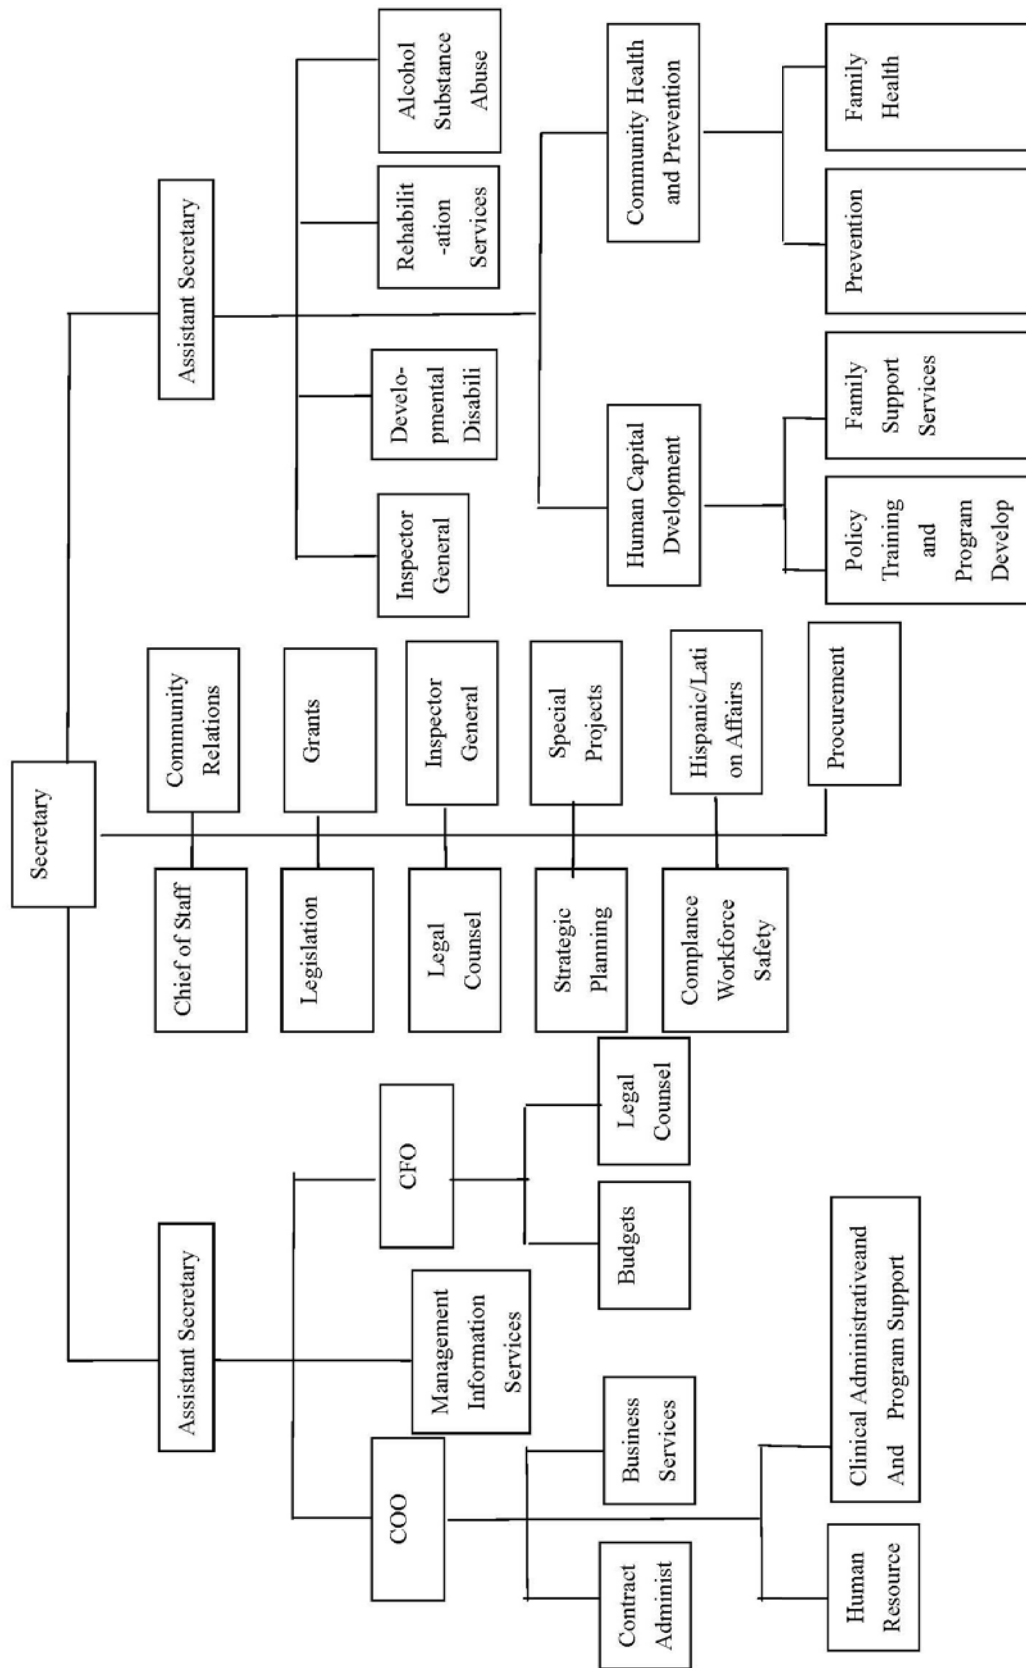 Secretary
Assistant Secretary
Assistant Secretary
Chief of Staff
Community
Relations
Legislation
Grants
Legal
Counsel
Inspector
General
Strategic
Planning
Special
Projects
Complance
Workforce
Safety
Hispanic/Lati
on Affairs
Procurement
COO
Management
Information
Services
CFO
Contract
Administ
Business
Services
Budgets
Legal
Counsel
Human
Resource
Clinical Administrativeand
And Program Support
Inspector
General
Develo-
pmental
Disabili
Rehabilit
-ation
Services
Alcohol
Substance
Abuse
Human Capital
Dvelopment
Community Health
and Prevention
Policy
Training
and
Program
Develop
Family
Support
Services
Prevention
Family
Health